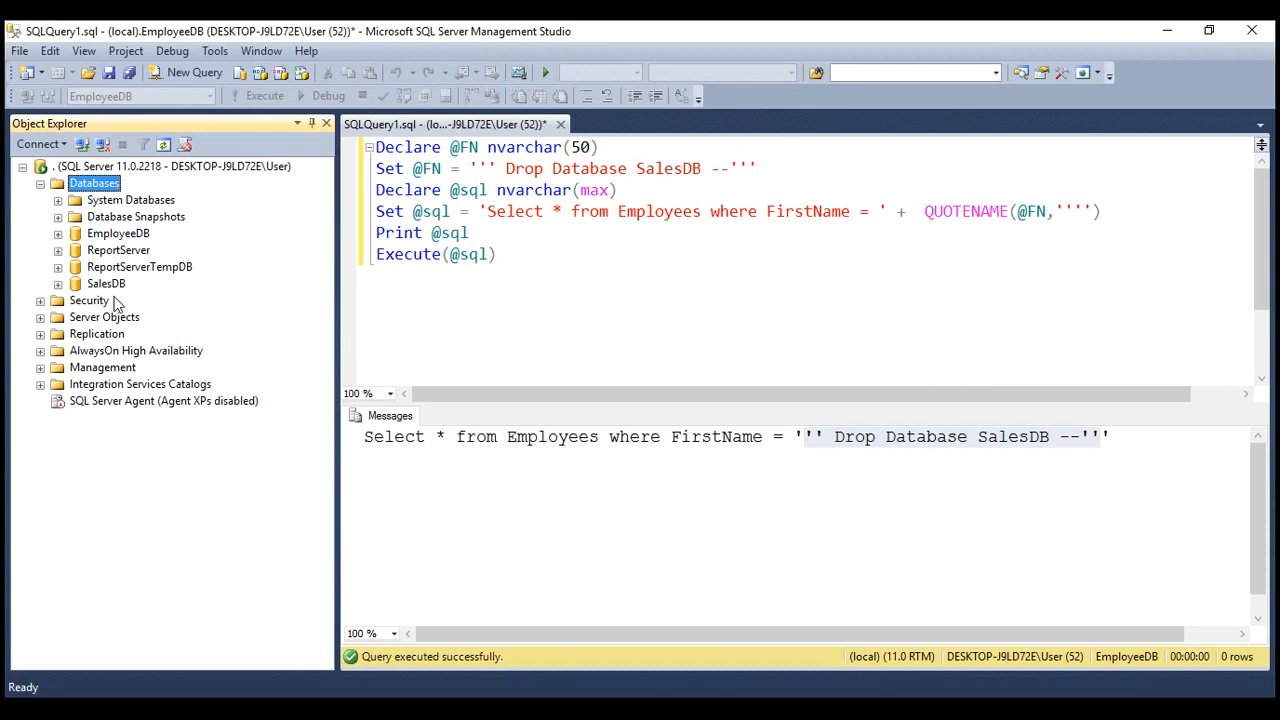 SQLQuery1.sql - (local).EmployeeDB (DESKTOP-J9LD72E\User (52))* - Microsoft SQL Server Management Studio
File Edit View Project Debug Tools Window Help
New Query
EmployeeDB Execute Debug
Object Explorer
SQLQuery1.sql - (lo...-J9LD72E\User (52))*
Connect
. (SQL Server 11.0.2218 - DESKTOP-J9LD72E\User)
Databases
System Databases
Database Snapshots
EmployeeDB
ReportServer
ReportServerTempDB
SalesDB
Security
Server Objects
Replication
AlwaysOn High Availability
Management
Integration Services Catalogs
SQL Server Agent (Agent XPs disabled)
Declare @FN nvarchar(50)
Set @FN = ''' Drop Database SalesDB --'''
Declare @sql nvarchar(max)
Set @sql = 'Select * from Employees where FirstName = ' + QUOTENAME(@FN,'''')
Print @sql
Execute(@sql)
100 %
Messages
Select * from Employees where FirstName = ''' Drop Database SalesDB --'''
100 %
Query executed successfully. (local) (11.0 RTM) DESKTOP-J9LD72E\User (52) EmployeeDB 00:00:00 0 rows
Ready